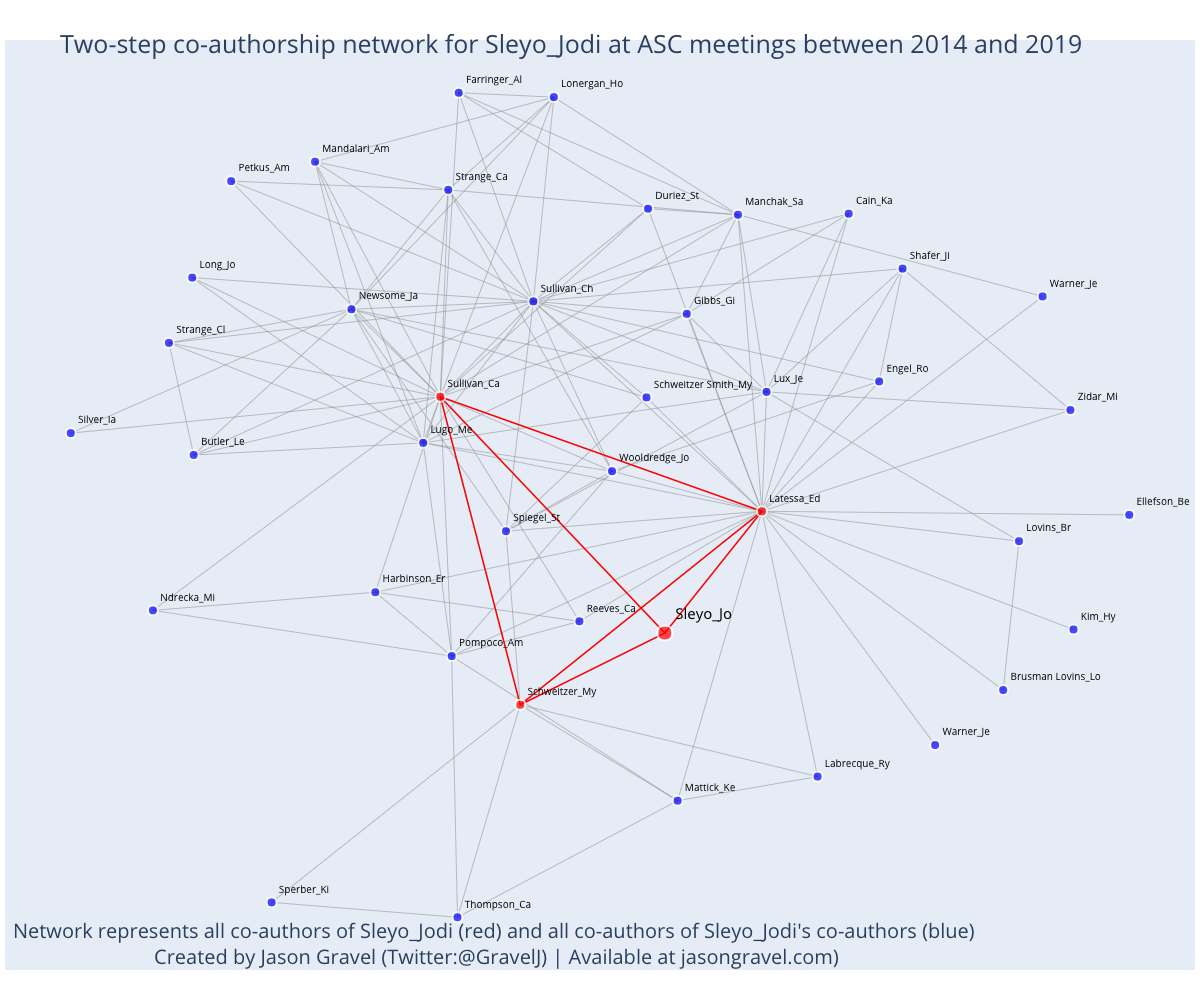 Two-step co-authorship network for Sleyo_Jodi at ASC meetings between 2014 and 2019
Farringer_Al
Lonergan_Ho
Mandalari_Am
Petkus_Am
Strange_Ca
Duriez_St
Manchak_Sa
Cain_Ka
Shafer_Ji
Long_Jo
Warner_Je
Sullivan_Ch
Newsome_Ja
Gibbs_Gi
Strange_Cl
Engel_Ro
Lux_Je
Sullivan_Ca
Schweitzer Smith_My
Zidar_Mi
Silver_Ia
Lugo_Me
Butler_Le
Wooldredge_Jo
Latessa_Ed
Ellefson_Be
Spiegel_St
Lovins_Br
Harbinson_Er
Ndrecka_Mi
Reeves_Ca
Sleyo_Jo
Kim_Hy
Pompoco_Am
Brusman Lovins_Lo
Schweitzer_My
Warner_Je
Labrecque_Ry
Mattick_Ke
Sperber_Ki
Thompson_Ca
Network represents all co-authors of Sleyo_Jodi (red) and all co-authors of Sleyo_Jodi's co-authors (blue)
Created by Jason Gravel (Twitter:@GravelJ) | Available at jasongravel.com)